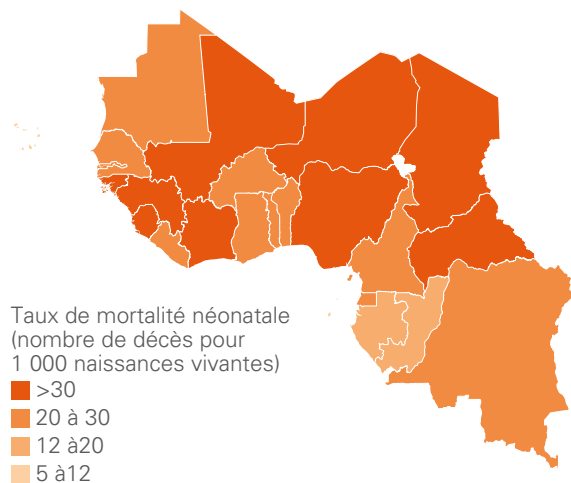 Taux de mortalité néonatale
(nombre de décès pour
1 000 naissances vivantes)
>30
20 à 30
12 à20
5 à12